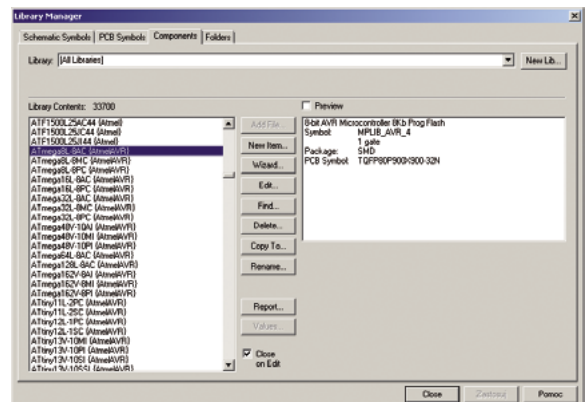 Library Manager
Schematic Symbols PCB Symbols Components Folders
Library: [All Libraries] New Lib...
Library Contents: 33700
Preview
ATF1500L25AC44 (Atmel)
ATF1500L25JC44 (Atmel)
ATF1500L25JI44 (Atmel)
ATmega8L-8AC (AtmelAVR)
ATmega8L-8MC (AtmelAVR)
ATmega8L-8PC (AtmelAVR)
ATmega16L-8AC (AtmelAVR)
ATmega16L-8PC (AtmelAVR)
ATmega32L-8AC (AtmelAVR)
ATmega32L-8MC (AtmelAVR)
ATmega32L-8PC (AtmelAVR)
ATmega48V-10AI (AtmelAVR)
ATmega48V-10MI (AtmelAVR)
ATmega48V-10PI (AtmelAVR)
ATmega64L-8AC (AtmelAVR)
ATmega128L-8AC (AtmelAVR)
ATmega162V-8AI (AtmelAVR)
ATmega162V-8MI (AtmelAVR)
ATmega162V-8PI (AtmelAVR)
ATtiny11L-2PC (AtmelAVR)
ATtiny11L-2SC (AtmelAVR)
ATtiny12L-1PC (AtmelAVR)
ATtiny12L-1SC (AtmelAVR)
ATtiny13V-10MI (AtmelAVR)
ATtiny13V-10PI (AtmelAVR)
ATtiny13V-10SI (AtmelAVR)
ATtiny13V-10SSI (AtmelAVR)
Add File...
New Item...
Wizard...
Edit...
Find...
Delete...
Copy To...
Rename...
Report...
Values...
Close
on Edit
8-bit AVR Microcontroller 8Kb Prog Flash
Symbol: MPLIB_AVR_4
1 gate
Package: SMD
PCB Symbol: TQFP80P900X900-32N
Close Zastosuj Pomoc